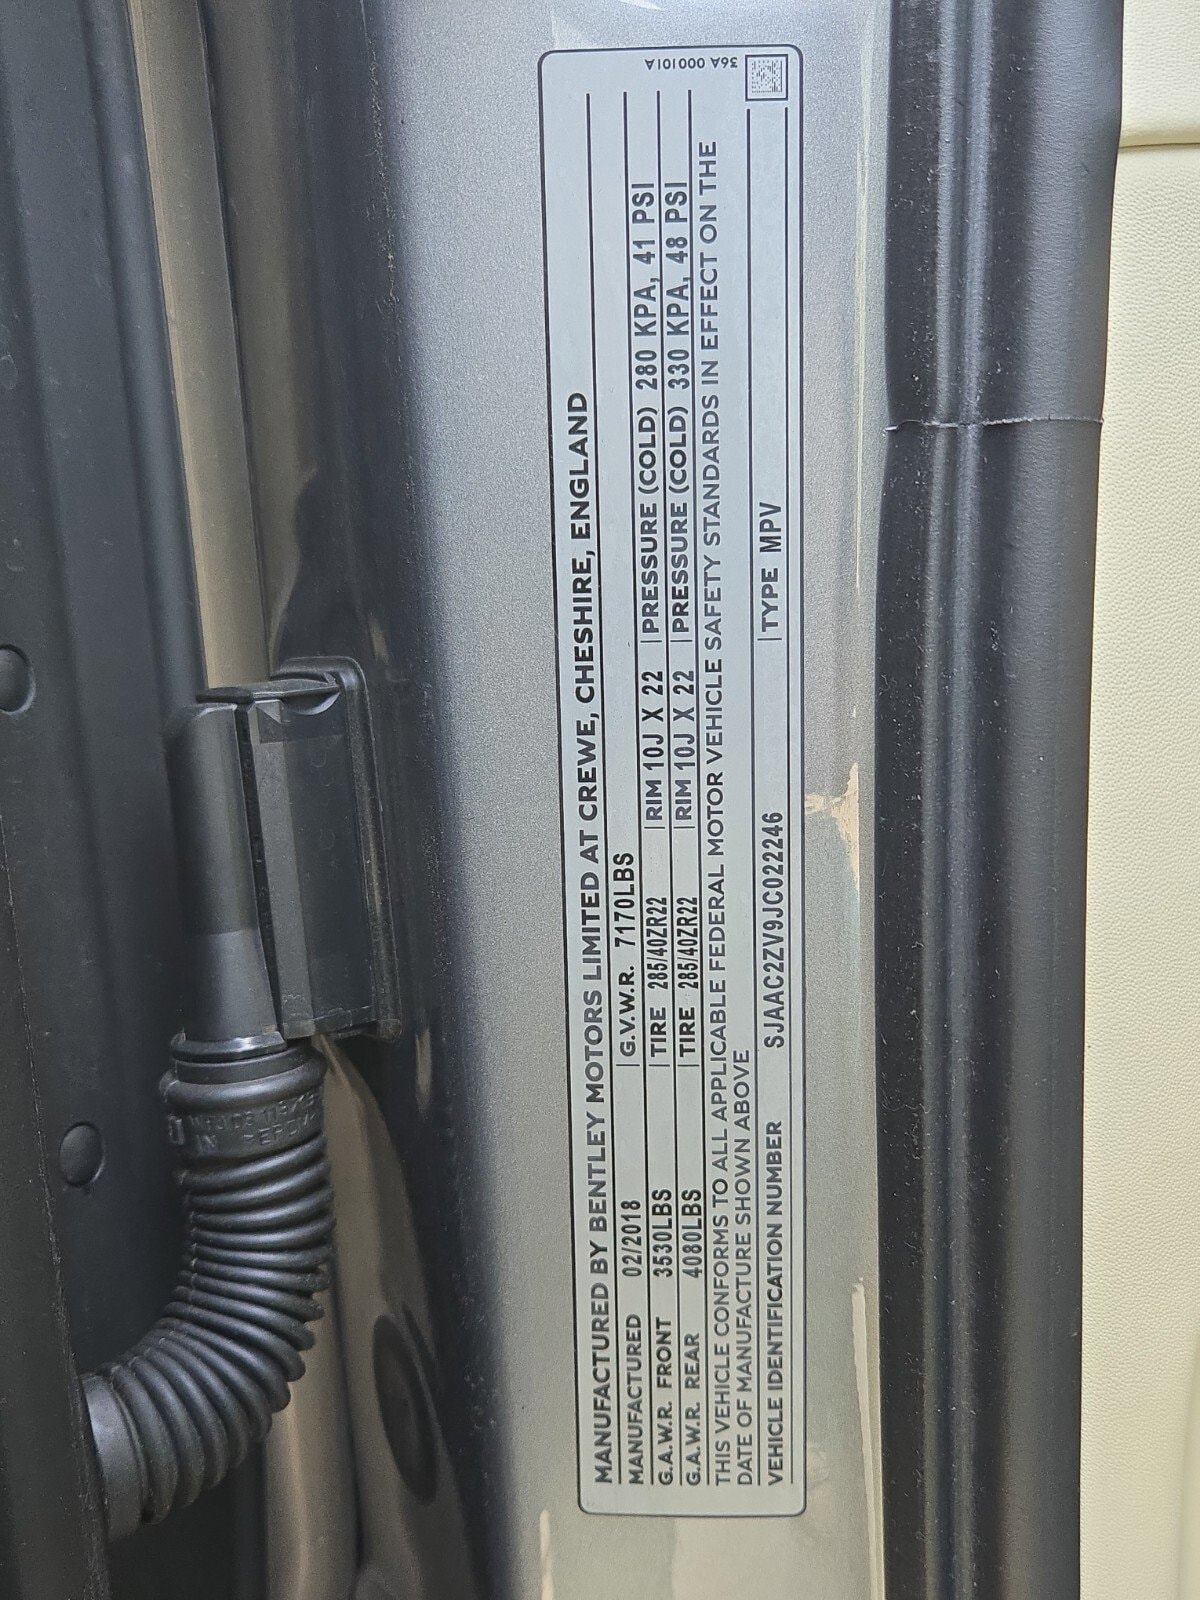 MANUFACTURED BY BENTLEY MOTORS LIMITED AT CREWE, CHESHIRE, ENGLAND
MANUFACTURED 02/2018 G.V.W.R. 7170LBS
G.A.W.R. FRONT 3530LBS TIRE 285/40ZR22 RIM 10J X 22 PRESSURE (COLD) 280 KPA, 41 PSI
G.A.W.R. REAR 4080LBS TIRE 285/40ZR22 RIM 10J X 22 PRESSURE (COLD) 330 KPA, 48 PSI
THIS VEHICLE CONFORMS TO ALL APPLICABLE FEDERAL MOTOR VEHICLE SAFETY STANDARDS IN EFFECT ON THE
DATE OF MANUFACTURE SHOWN ABOVE
VEHICLE IDENTIFICATION NUMBER SJAAC2ZV9JC022246 TYPE MPV
36A 000101A